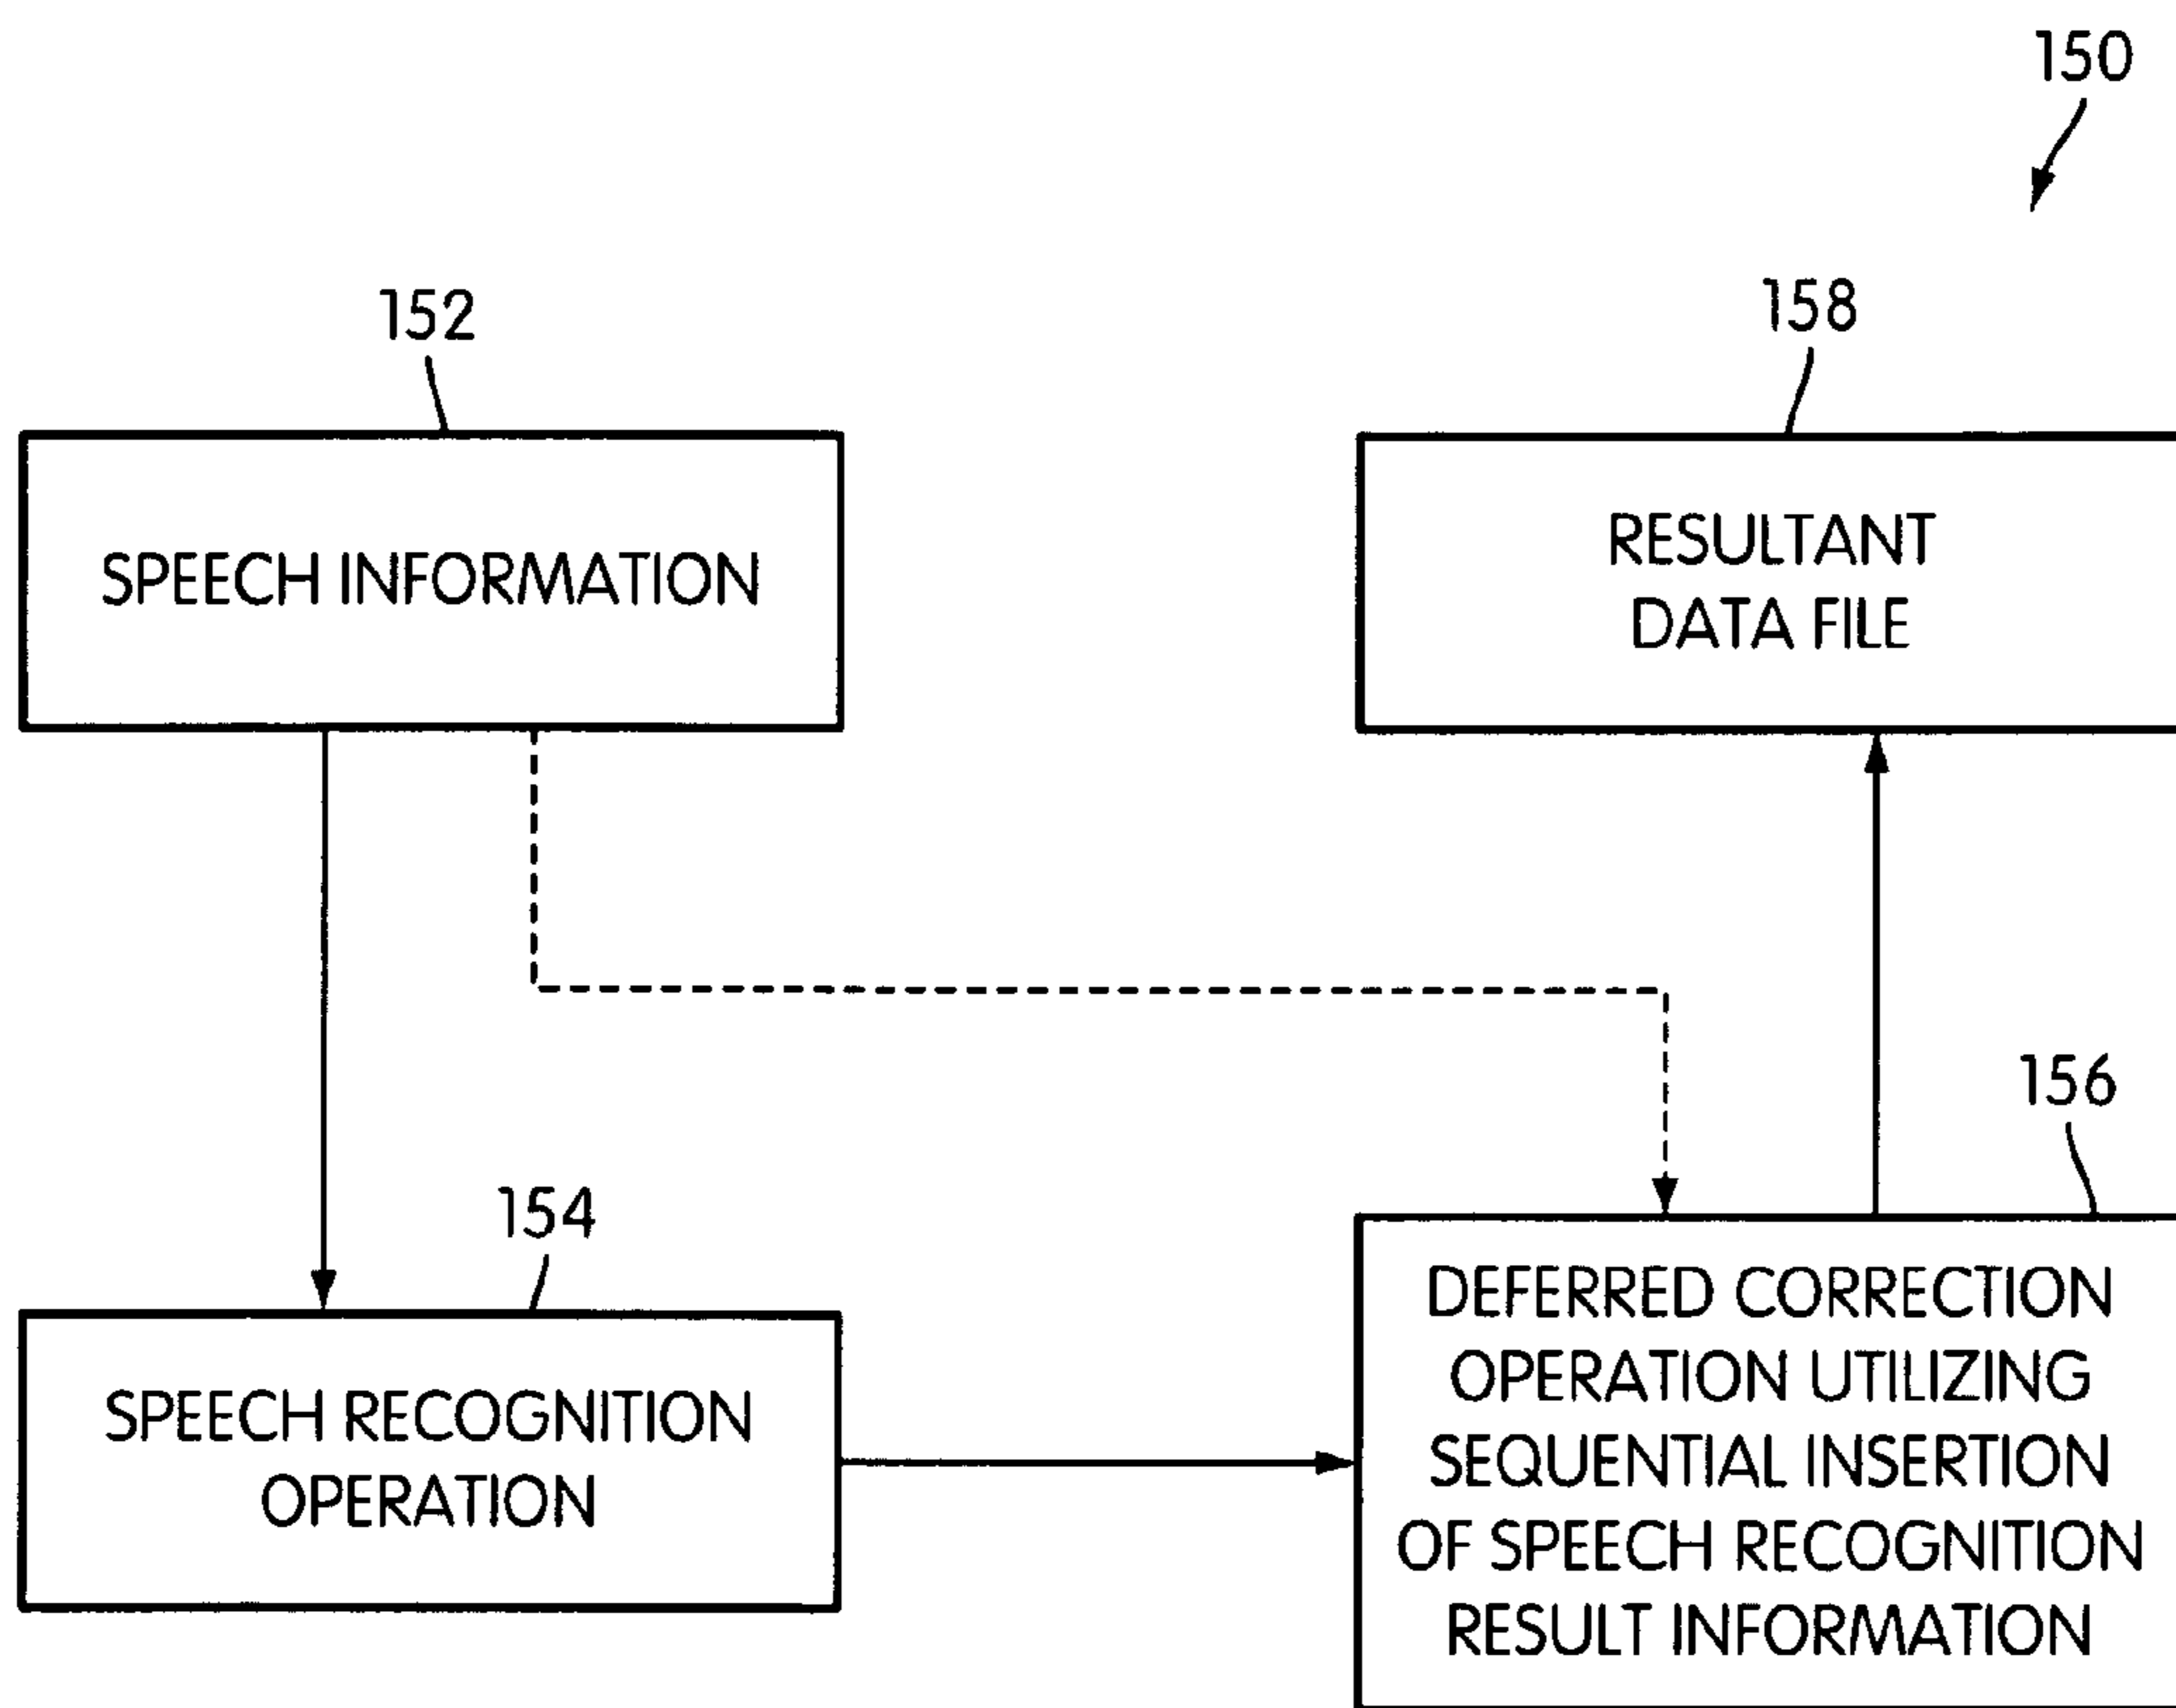 150
152
158
SPEECH INFORMATION
RESULTANT
DATA FILE
156
154
DEFERRED CORRECTION
OPERATION UTILIZING
SEQUENTIAL INSERTION
OF SPEECH RECOGNITION
RESULT INFORMATION
SPEECH RECOGNITION
OPERATION